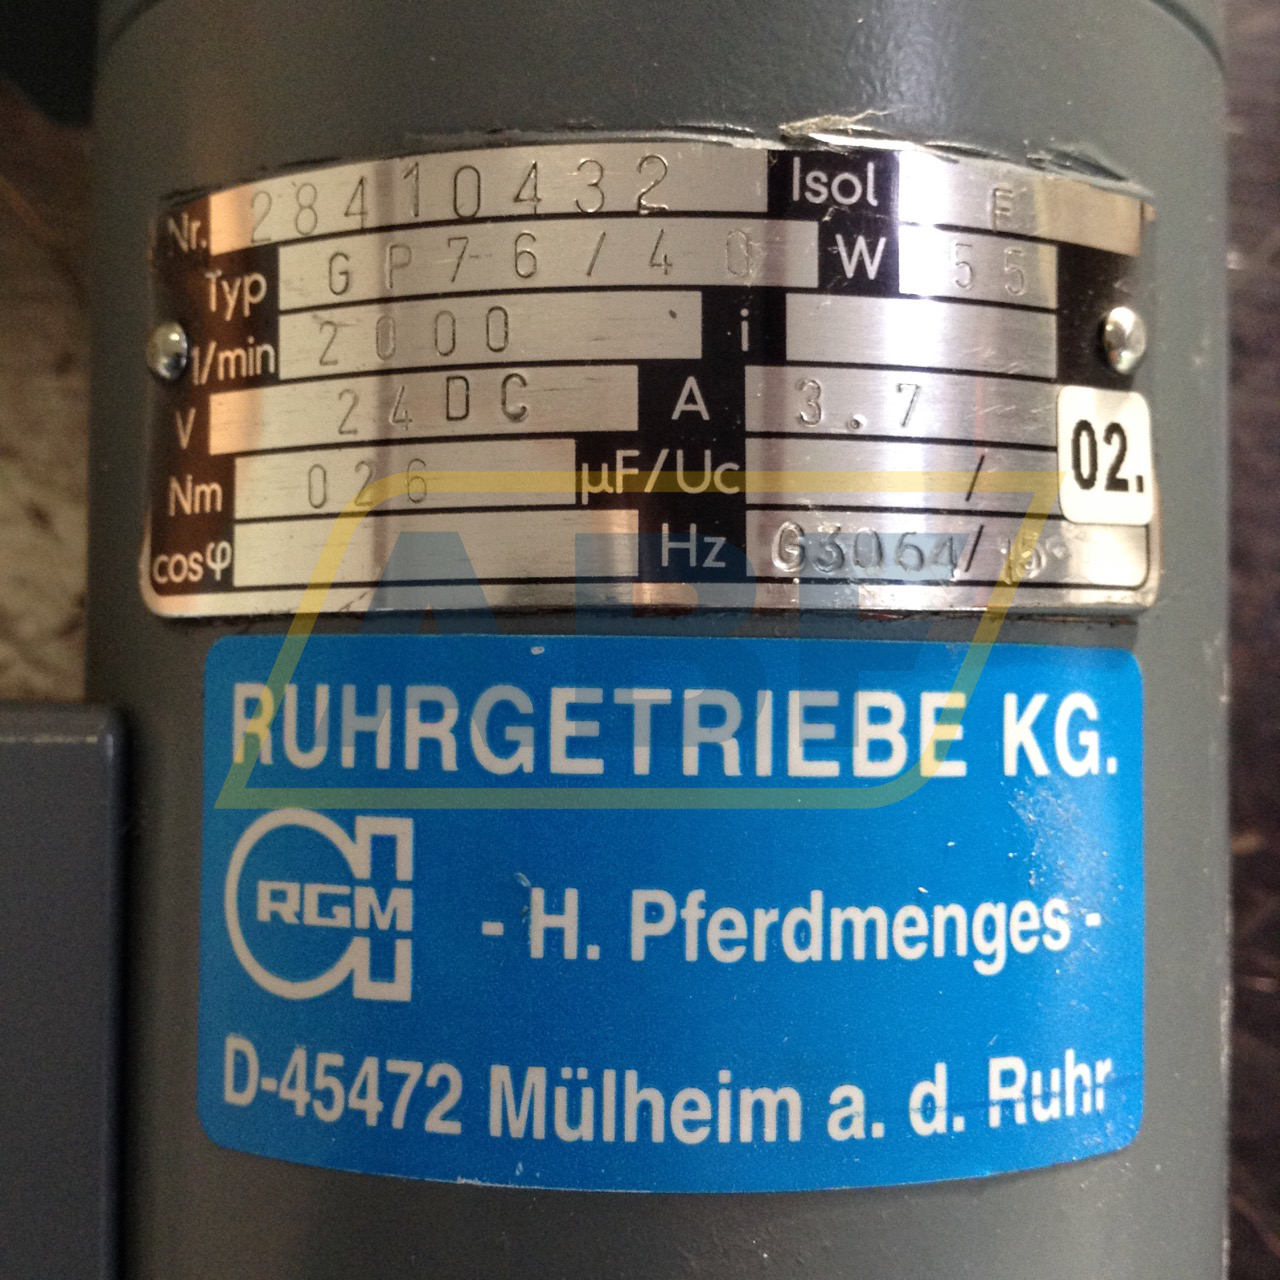 Nr. 28410432 Isol F
Typ GP76/40 W 55
1/min 2000 i
V 24DC A 3.7
Nm 026 µF/Uc /
02.
cosφ Hz G3064/
ABF
RUHRGETRIEBE KG.
RGM
- H. Pferdmenges -
D-45472 Mülheim a. d. Ruhr